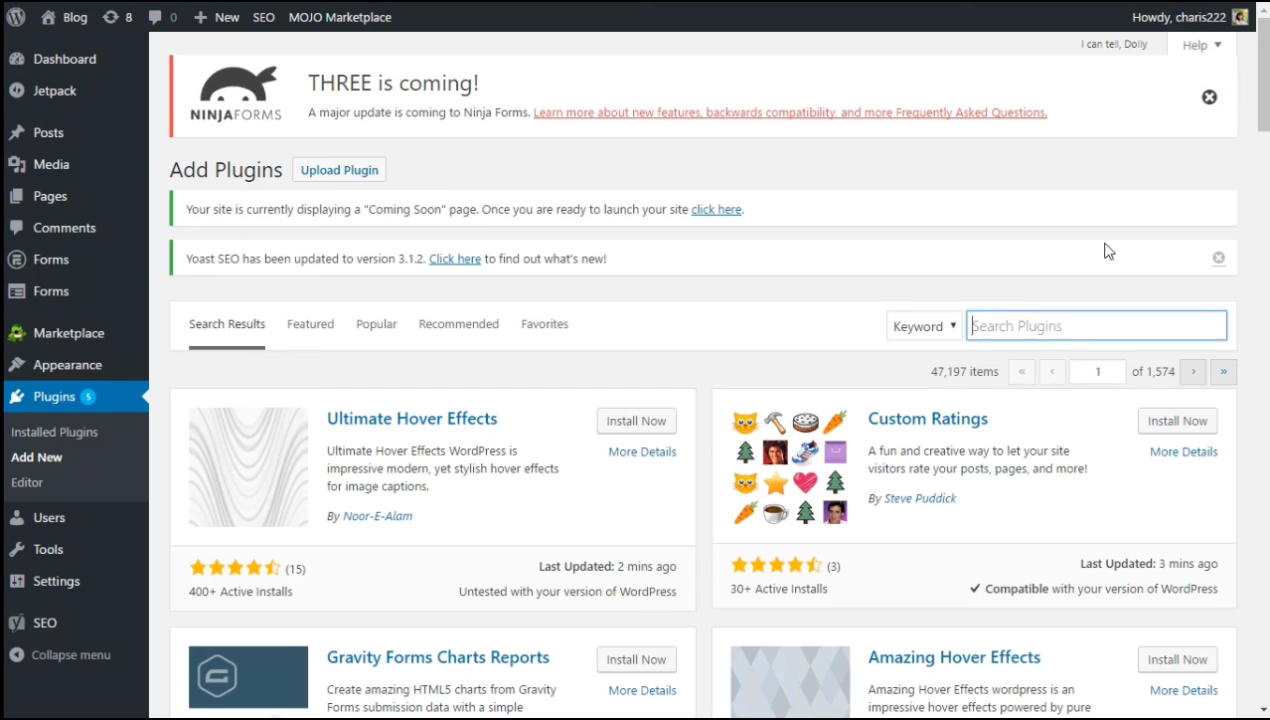 Blog 8 0 New SEO MOJO Marketplace Howdy, charis222
I can tell, Dolly Help
Dashboard
Jetpack
Posts
Media
Pages
Comments
Forms
Forms
Marketplace
Appearance
Plugins 5
Installed Plugins
Add New
Editor
Users
Tools
Settings
SEO
Collapse menu
NINJAFORMS
THREE is coming!
A major update is coming to Ninja Forms. Learn more about new features, backwards compatibility, and more Frequently Asked Questions.
Add Plugins Upload Plugin
Your site is currently displaying a "Coming Soon" page. Once you are ready to launch your site click here.
Yoast SEO has been updated to version 3.1.2. Click here to find out what's new!
Search Results Featured Popular Recommended Favorites Keyword Search Plugins
47,197 items « ‹ 1 of 1,574 › »
Ultimate Hover Effects
Install Now
More Details
Ultimate Hover Effects WordPress is
impressive modern, yet stylish hover effects
for image captions.
By Noor-E-Alam
(15)
400+ Active Installs
Last Updated: 2 mins ago
Untested with your version of WordPress
Custom Ratings
Install Now
More Details
A fun and creative way to let your site
visitors rate your posts, pages, and more!
By Steve Puddick
(3)
30+ Active Installs
Last Updated: 3 mins ago
✓ Compatible with your version of WordPress
Gravity Forms Charts Reports
Install Now
More Details
Create amazing HTML5 charts from Gravity
Forms submission data with a simple
Amazing Hover Effects
Install Now
More Details
Amazing Hover Effects wordpress is an
impressive hover effects powered by pure